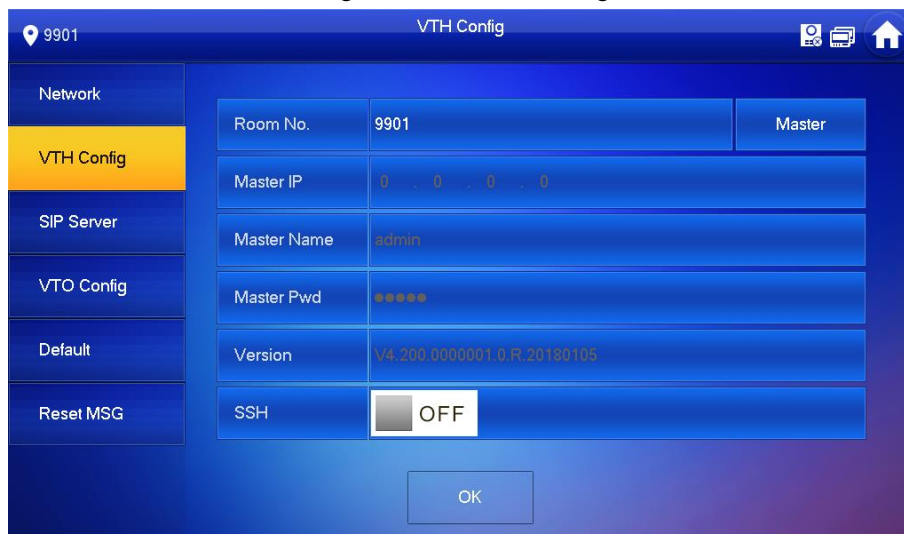 VTH Config
9901
Network
VTH Config
SIP Server
VTO Config
Default
Reset MSG
Room No. 9901 Master
Master IP 0 . 0 . 0 . 0
Master Name admin
Master Pwd ●●●●●
Version V4.200.0000001.0.R.20180105
SSH OFF
OK